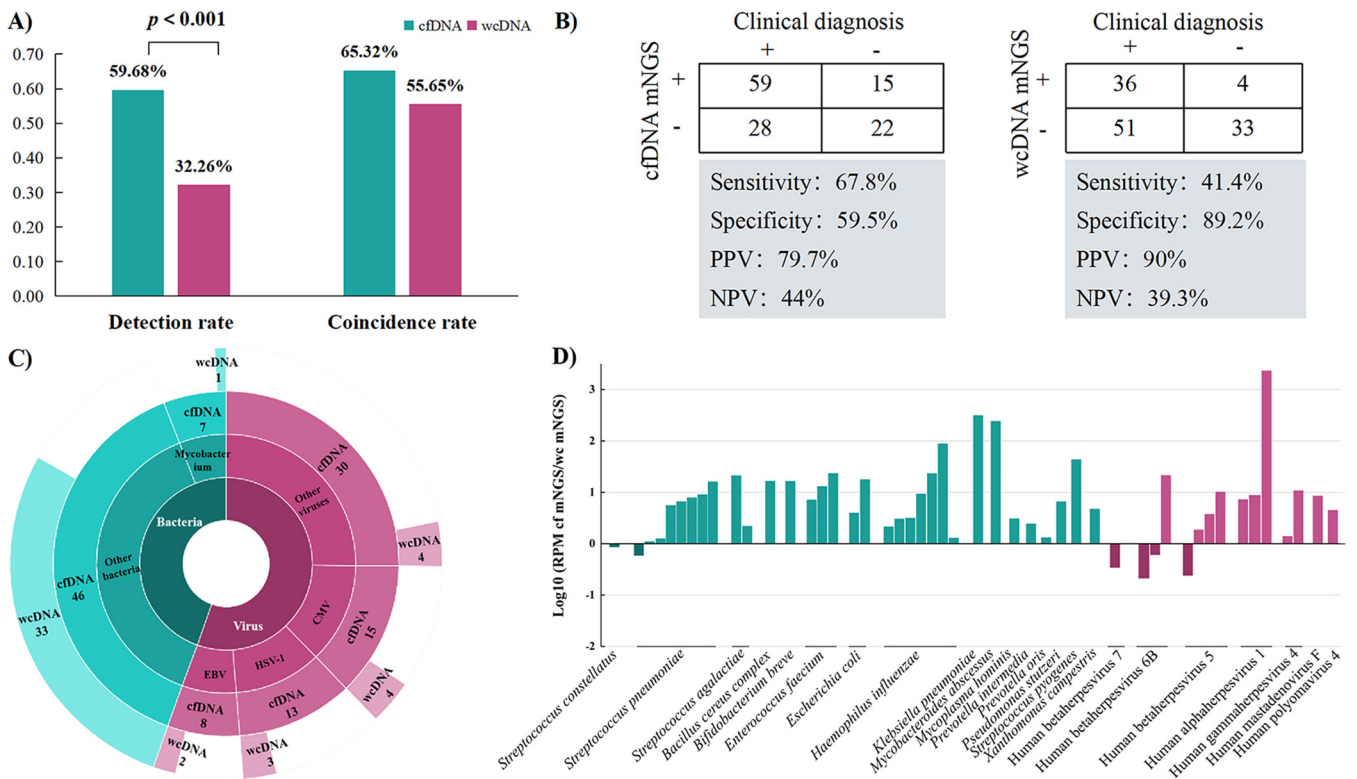 A)
p < 0.001
cfDNA
wcDNA
0.70
0.60
0.50
0.40
0.30
0.20
0.10
0.00
59.68%
32.26%
65.32%
55.65%
Detection rate
Coincidence rate
B)
Clinical diagnosis
+ -
cfDNA mNGS
+ 59 15
- 28 22
Sensitivity: 67.8%
Specificity: 59.5%
PPV: 79.7%
NPV: 44%
Clinical diagnosis
+ -
wcDNA mNGS
+ 36 4
- 51 33
Sensitivity: 41.4%
Specificity: 89.2%
PPV: 90%
NPV: 39.3%
C)
wcDNA
1
cfDNA
7
Mycobacter
ium
Bacteria
Other
bacteria
cfDNA
46
wcDNA
33
cfDNA
30
Other
viruses
wcDNA
4
Virus
CMV
cfDNA
15
wcDNA
4
HSV-1
cfDNA
13
wcDNA
3
EBV
cfDNA
8
wcDNA
2
D)
Log10 (RPM cf mNGS/wc mNGS)
3
2
1
0
-1
-2
Streptococcus constellatus
Streptococcus pneumoniae
Streptococcus agalactiae
Bacillus cereus complex
Bifidobacterium breve
Enterococcus faecium
Escherichia coli
Haemophilus influenzae
Klebsiella pneumoniae
Mycobacteroides abscessus
Mycoplasma hominis
Prevotella intermedia
Prevotella oris
Pseudomonas stutzeri
Streptococcus pyogenes
Xanthomonas campestris
Human betaherpesvirus 7
Human betaherpesvirus 6B
Human betaherpesvirus 5
Human alphaherpesvirus 1
Human gammaherpesvirus 4
Human mastadenovirus F
Human polyomavirus 4